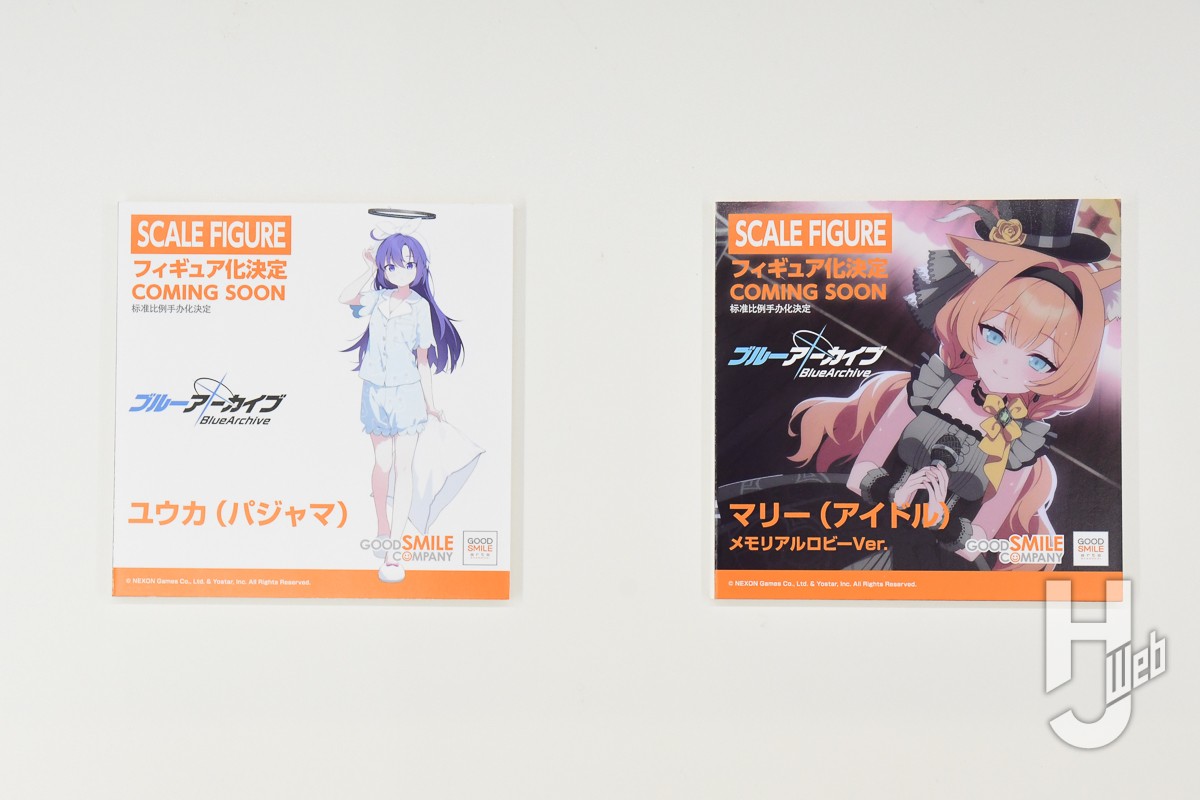 SCALE FIGURE
フィギュア化決定
COMING SOON
标准比例手办化决定
ブルーアーカイブ
BlueArchive
ユウカ（パジャマ）
GOOD SMILE
COMPANY
GOOD
SMILE
© NEXON Games Co., Ltd. & Yostar, Inc. All Rights Reserved.
SCALE FIGURE
フィギュア化決定
COMING SOON
标准比例手办化决定
ブルーアーカイブ
BlueArchive
マリー（アイドル）
メモリアルロビーVer.
GOOD SMILE
COMPANY
GOOD
SMILE
© NEXON Games Co., Ltd. & Yostar, Inc. All Rights Reserved.
HJ Web